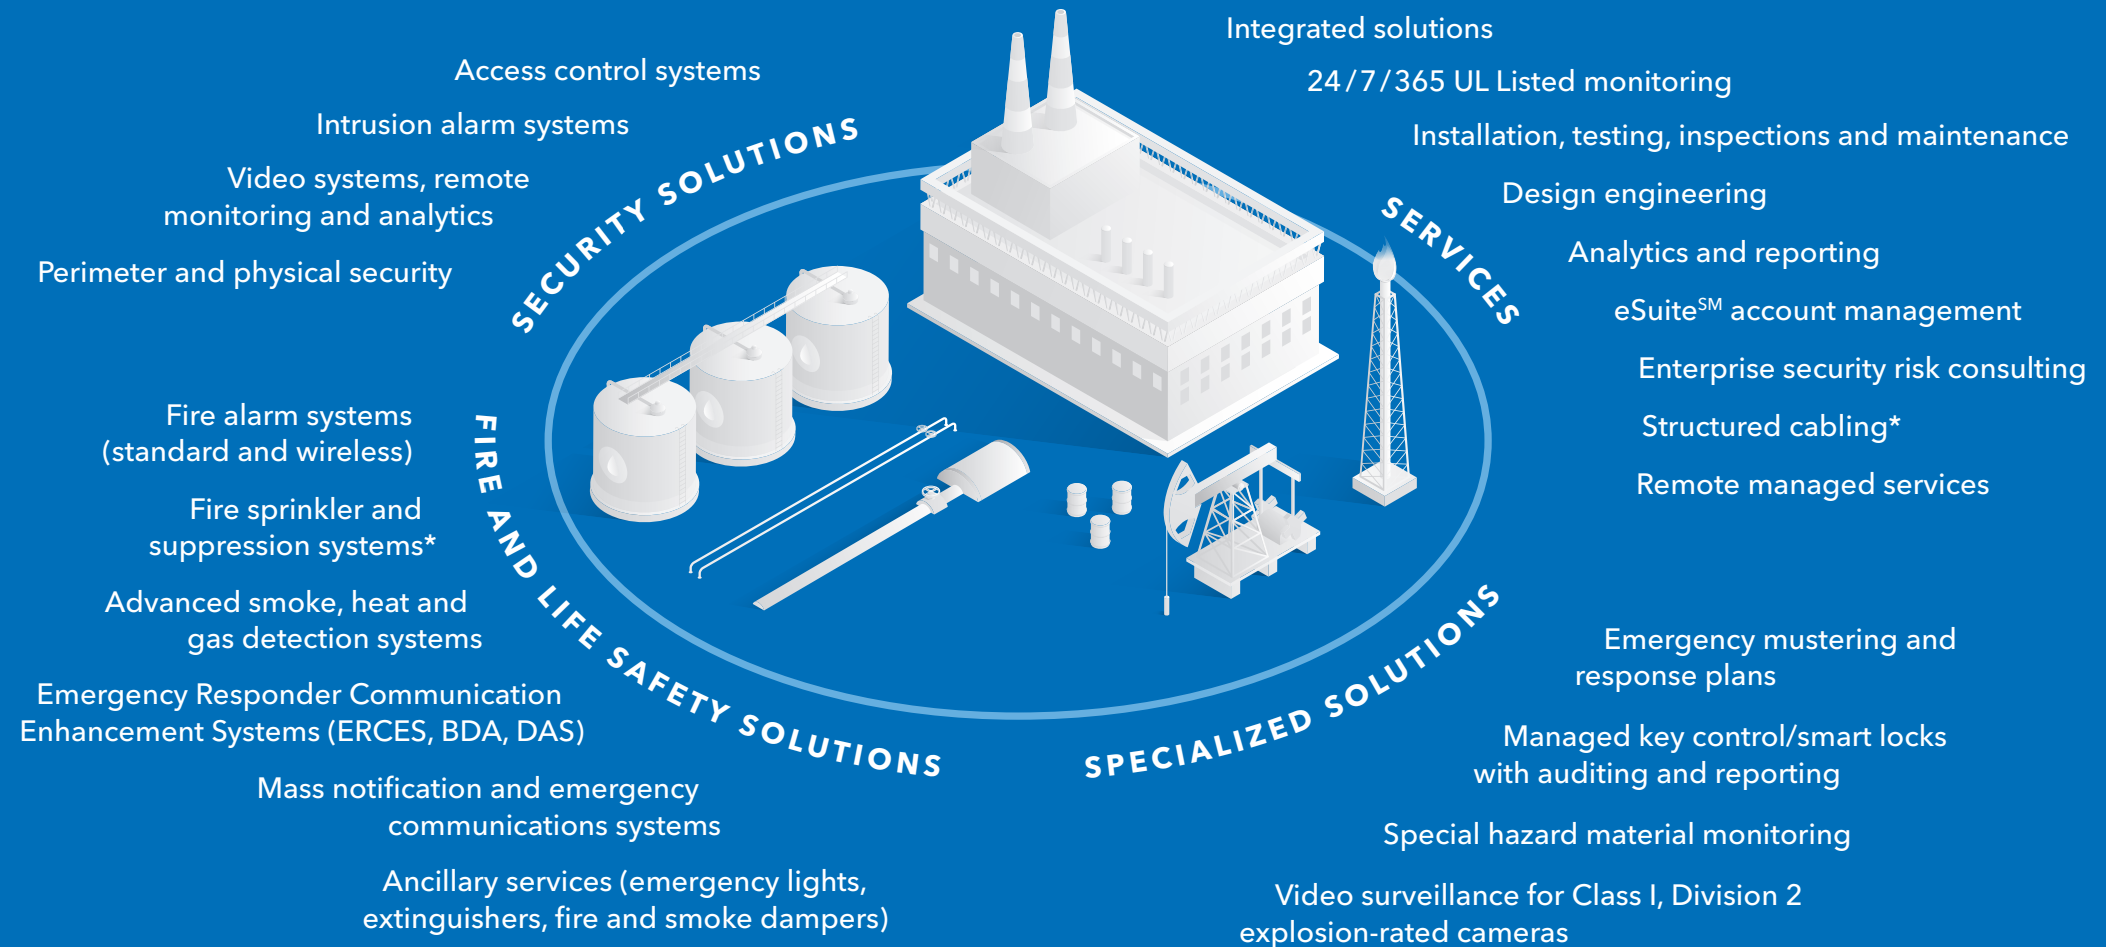 SECURITY SOLUTIONS
Access control systems
Intrusion alarm systems
Video systems, remote
monitoring and analytics
Perimeter and physical security
FIRE AND LIFE SAFETY SOLUTIONS
Fire alarm systems
(standard and wireless)
Fire sprinkler and
suppression systems*
Advanced smoke, heat and
gas detection systems
Emergency Responder Communication
Enhancement Systems (ERCES, BDA, DAS)
Mass notification and emergency
communications systems
Ancillary services (emergency lights,
extinguishers, fire and smoke dampers)
SERVICES
Integrated solutions
24/7/365 UL Listed monitoring
Installation, testing, inspections and maintenance
Design engineering
Analytics and reporting
eSuiteSM account management
Enterprise security risk consulting
Structured cabling*
Remote managed services
SPECIALIZED SOLUTIONS
Emergency mustering and
response plans
Managed key control/smart locks
with auditing and reporting
Special hazard material monitoring
Video surveillance for Class I, Division 2
explosion-rated cameras